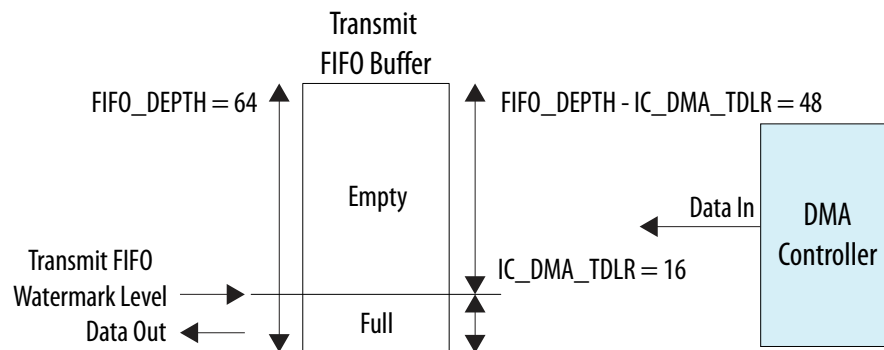 Transmit
FIFO Buffer
FIFO_DEPTH = 64
FIFO_DEPTH - IC_DMA_TDLR = 48
Empty
Data In
DMA
Controller
Transmit FIFO
Watermark Level
IC_DMA_TDLR = 16
Data Out
Full